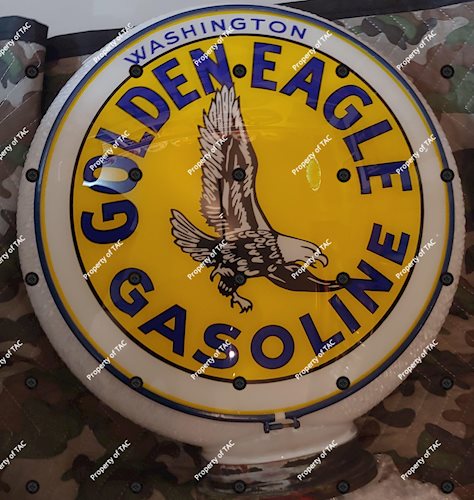 WASHINGTON
GOLDEN EAGLE
GASOLINE
Property of TAC